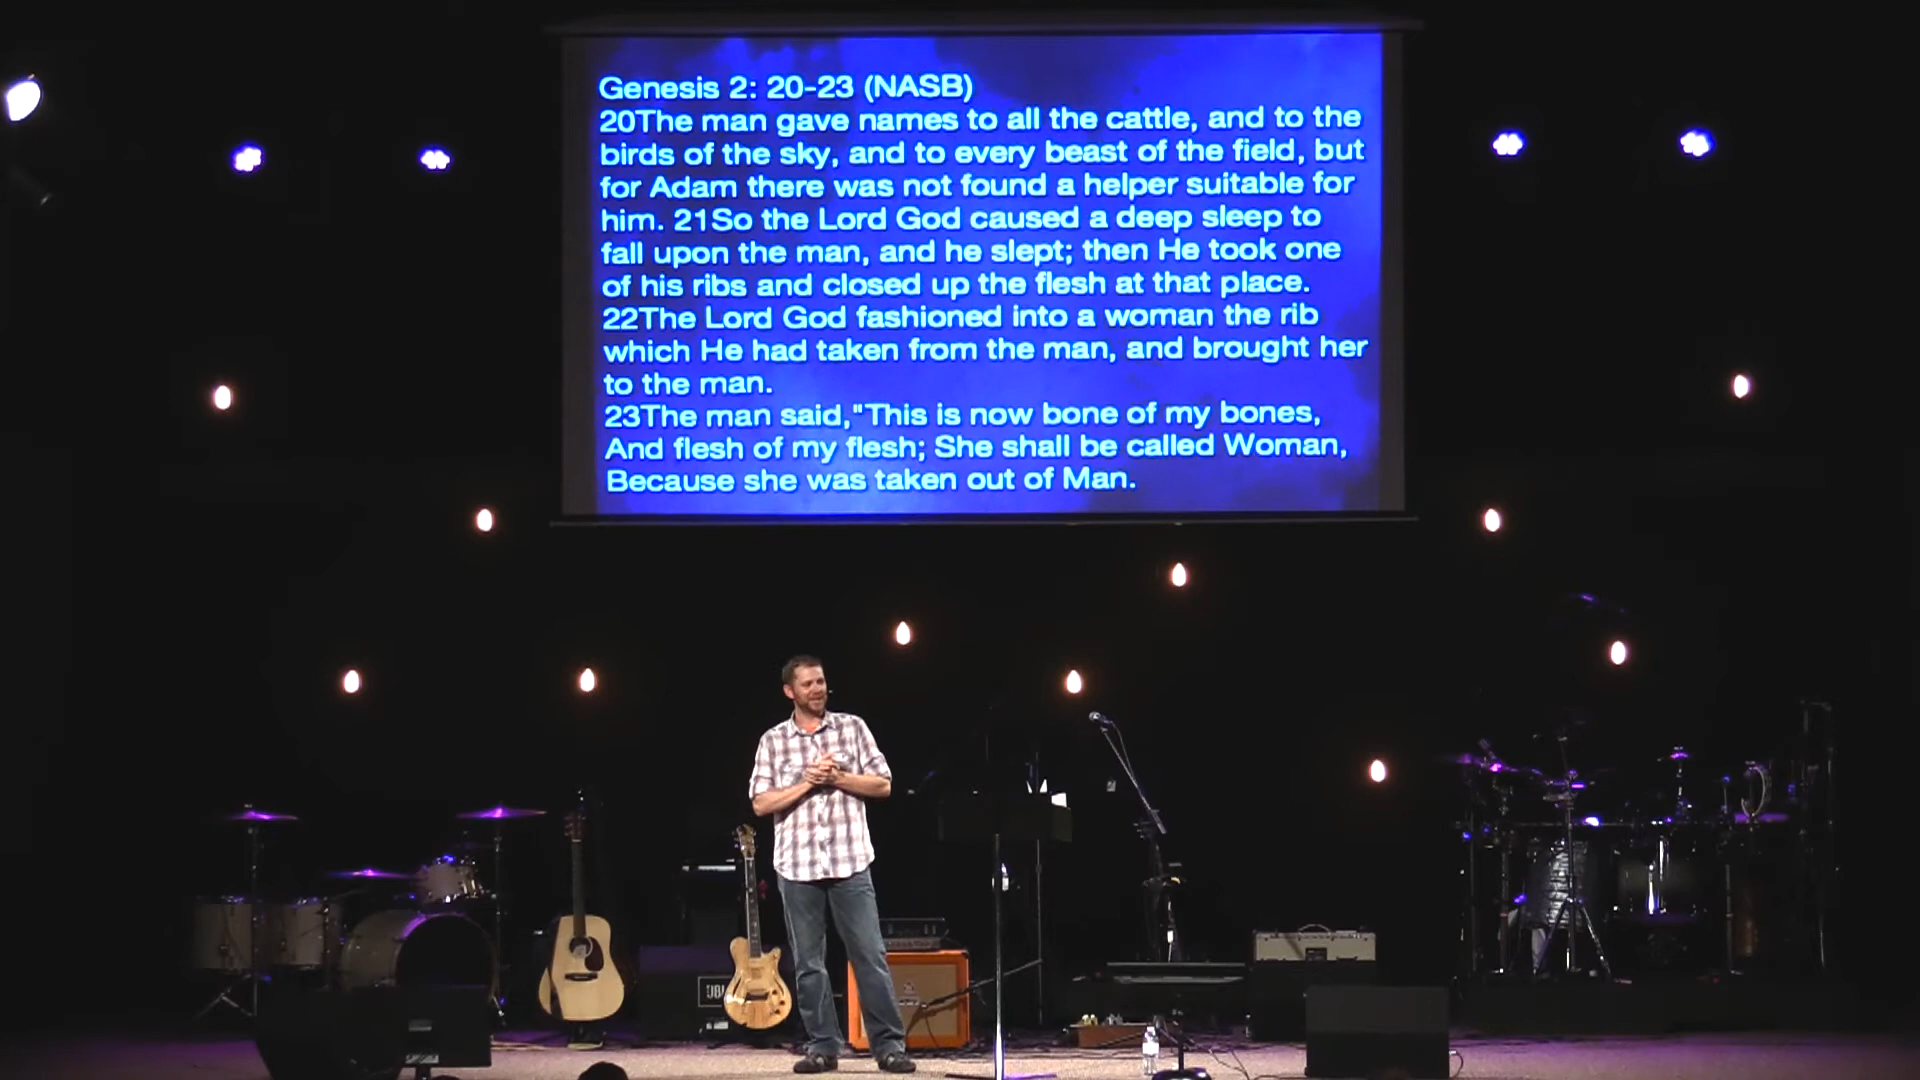 Genesis 2: 20-23 (NASB)
20The man gave names to all the cattle, and to the
birds of the sky, and to every beast of the field, but
for Adam there was not found a helper suitable for
him. 21So the Lord God caused a deep sleep to
fall upon the man, and he slept; then He took one
of his ribs and closed up the flesh at that place.
22The Lord God fashioned into a woman the rib
which He had taken from the man, and brought her
to the man.
23The man said,"This is now bone of my bones,
And flesh of my flesh; She shall be called Woman,
Because she was taken out of Man.
JBL